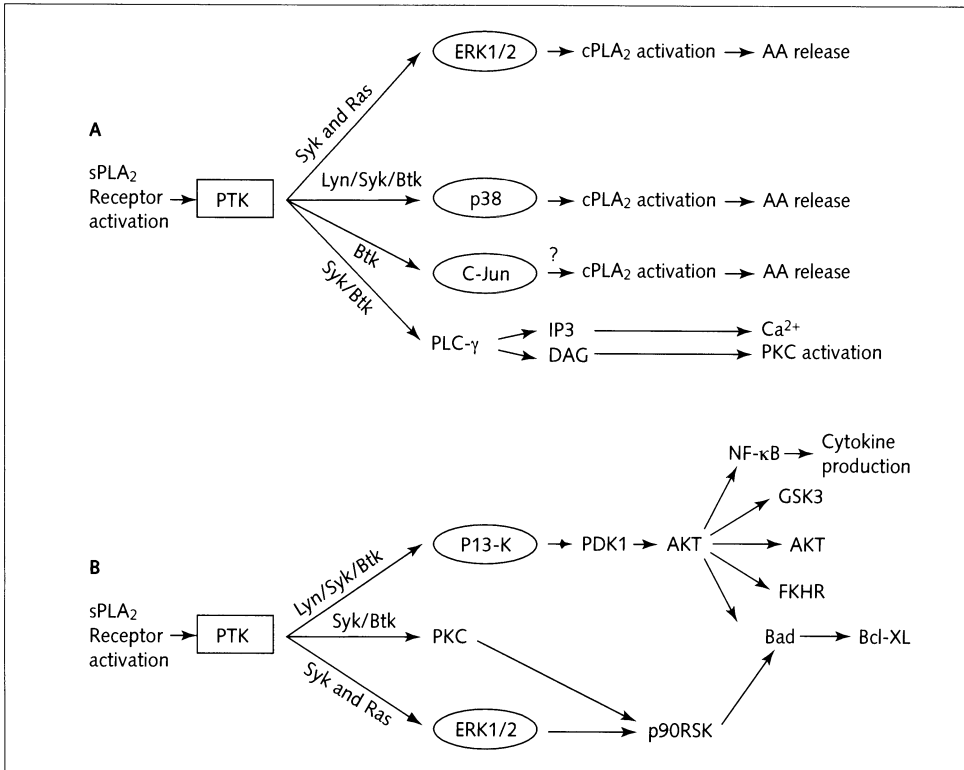 ERK1/2 cPLA₂ activation AA release
Syk and Ras
A
sPLA₂
Receptor
activation
PTK
Lyn/Syk/Btk
p38 cPLA₂ activation AA release
Btk
?
C-Jun cPLA₂ activation AA release
Syk/Btk
PLC-γ
IP3 Ca²⁺
DAG PKC activation
NF-κB Cytokine
production
GSK3
P13-K PDK1 AKT AKT
Lyn/Syk/Btk
B
FKHR
sPLA₂
Receptor
activation
PTK
Syk/Btk
PKC
Bad Bcl-XL
Syk and Ras
ERK1/2 p90RSK